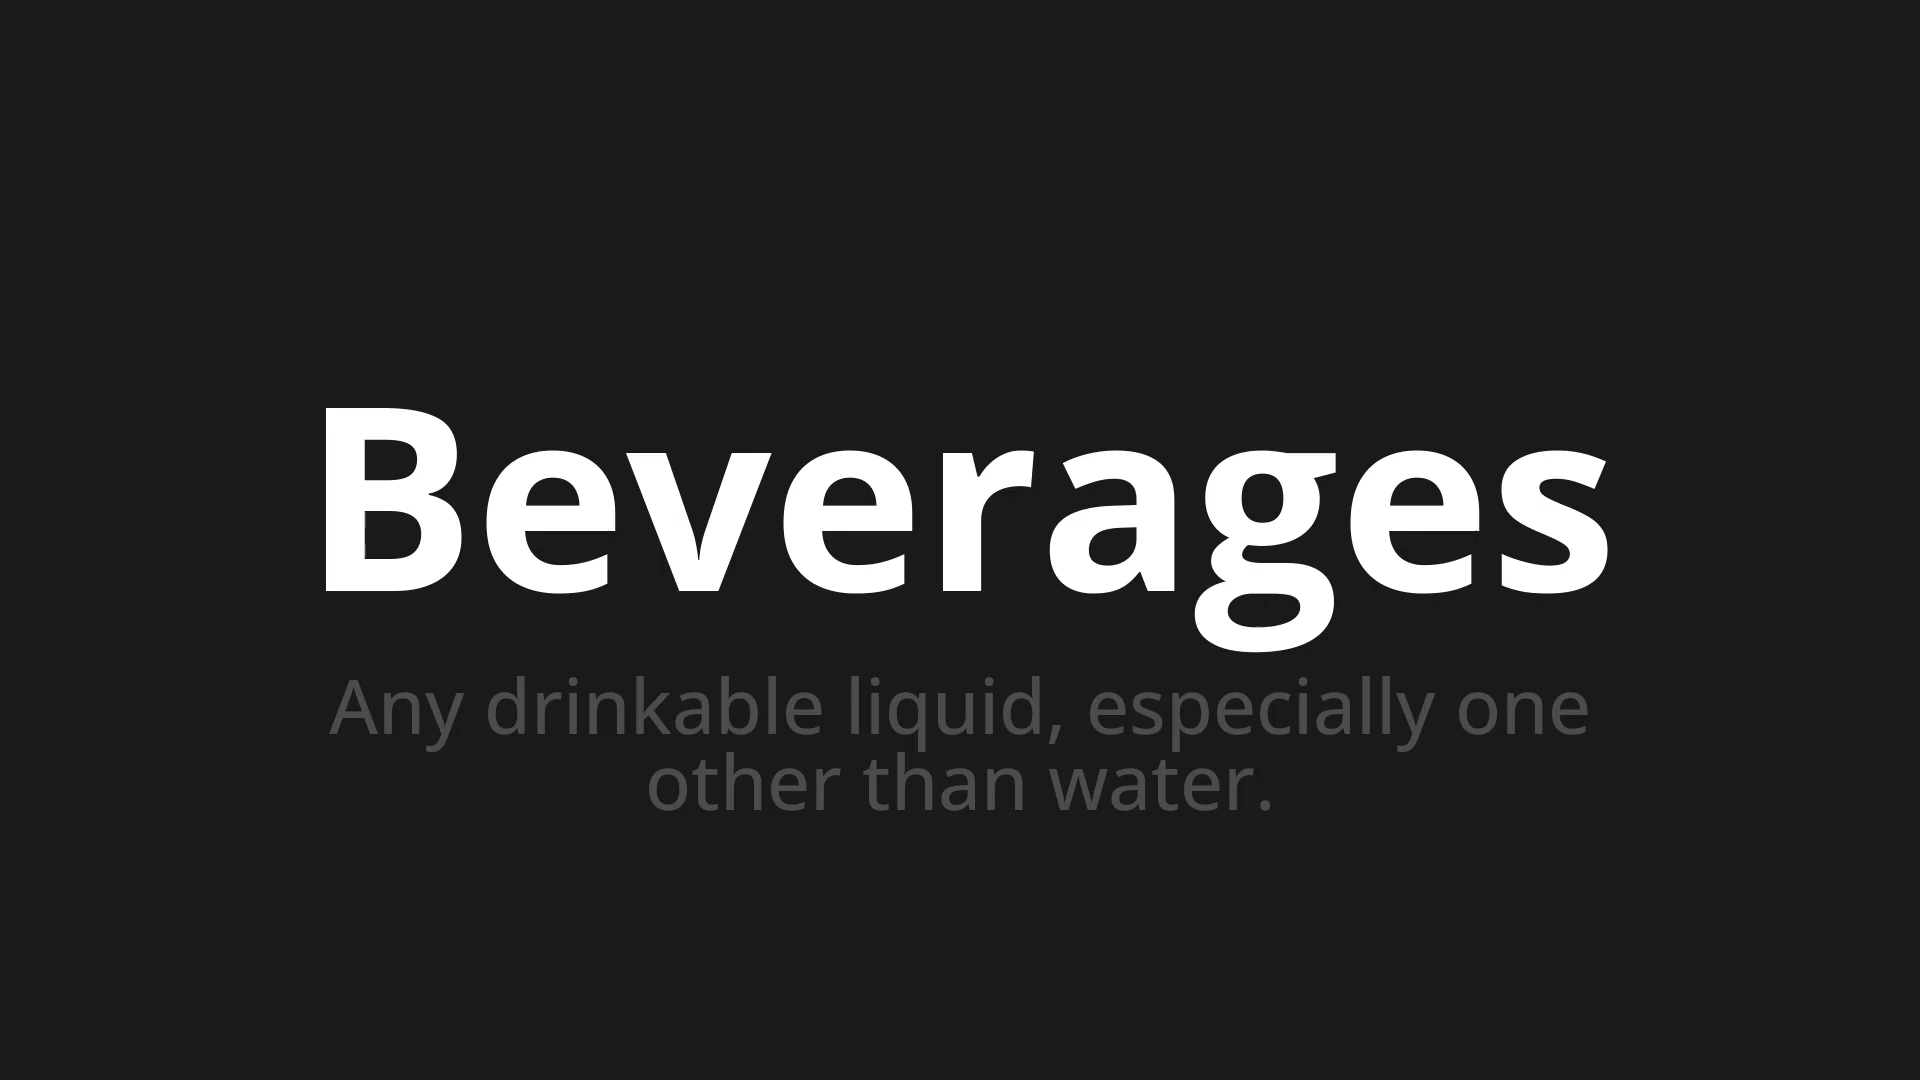 Beverages
Any drinkable liquid, especially one
other than water.